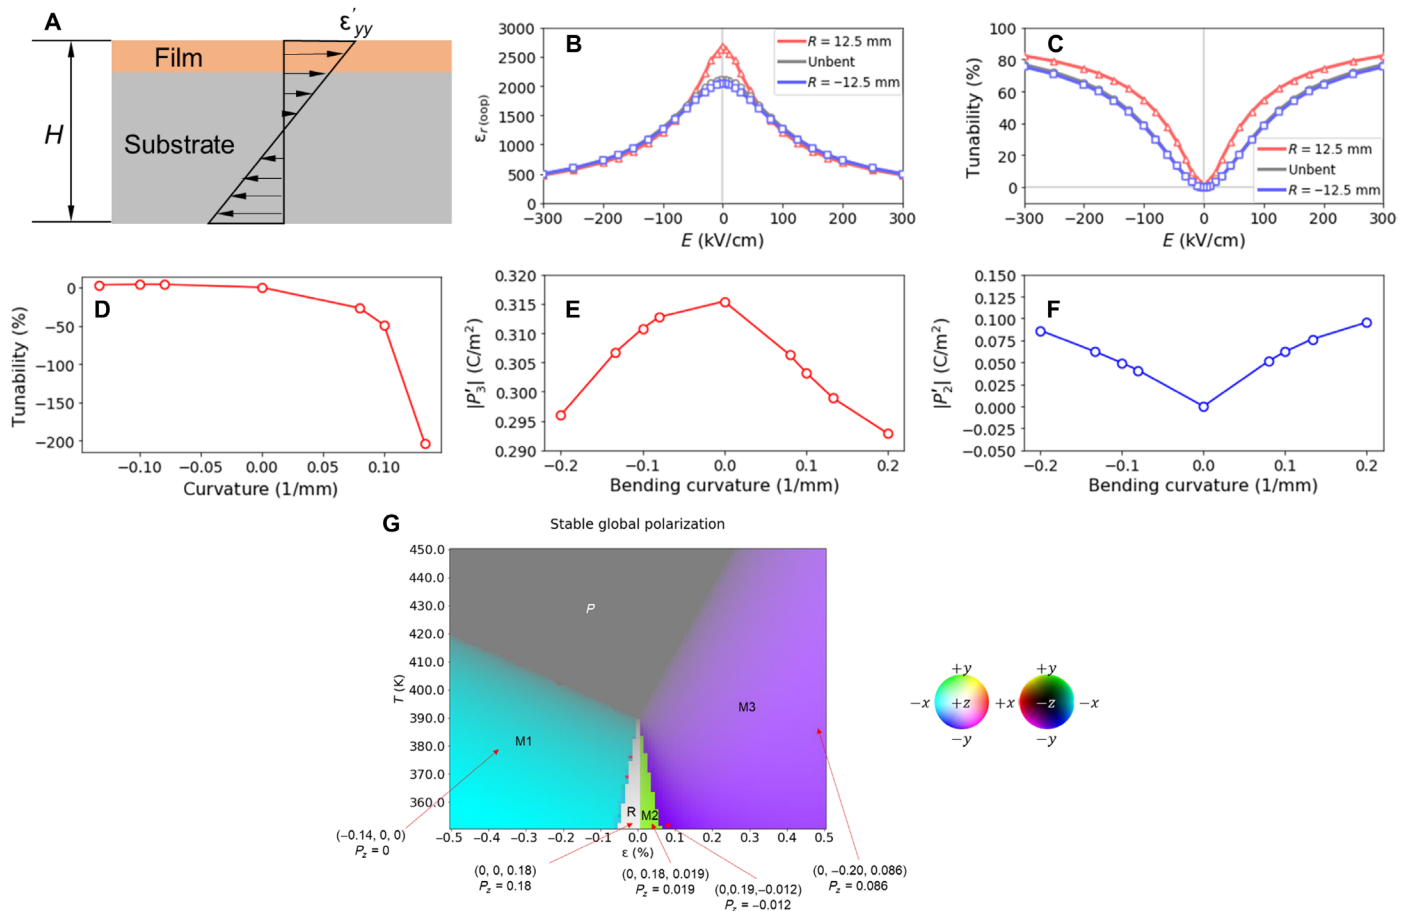 A
ε′yy
Film
H
Substrate
B
R = 12.5 mm
Unbent
R = −12.5 mm
3000
2500
2000
1500
1000
500
0
εr (oop)
−300 −200 −100 0 100 200 300
E (kV/cm)
C
100
80
60
40
20
0
Tunability (%)
R = 12.5 mm
Unbent
R = −12.5 mm
−300 −200 −100 0 100 200 300
E (kV/cm)
D
0
−50
−100
−150
−200
Tunability (%)
−0.10 −0.05 0.00 0.05 0.10
Curvature (1/mm)
E
0.320
0.315
0.310
0.305
0.300
0.295
0.290
|P′3| (C/m²)
−0.2 −0.1 0.0 0.1 0.2
Bending curvature (1/mm)
F
0.150
0.125
0.100
0.075
0.050
0.025
0.000
−0.025
−0.050
|P′2| (C/m²)
−0.2 −0.1 0.0 0.1 0.2
Bending curvature (1/mm)
G
Stable global polarization
450.0
440.0
430.0
420.0
410.0
400.0
390.0
380.0
370.0
360.0
T (K)
P
M1
M3
R
M2
−0.5 −0.4 −0.3 −0.2 −0.1 0.0 0.1 0.2 0.3 0.4 0.5
ε (%)
(−0.14, 0, 0)
Pz = 0
(0, 0, 0.18)
Pz = 0.18
(0, 0.18, 0.019)
Pz = 0.019
(0,0.19,−0.012)
Pz = −0.012
(0, −0.20, 0.086)
Pz = 0.086
+y +y
−x +z +x −z −x
−y −y